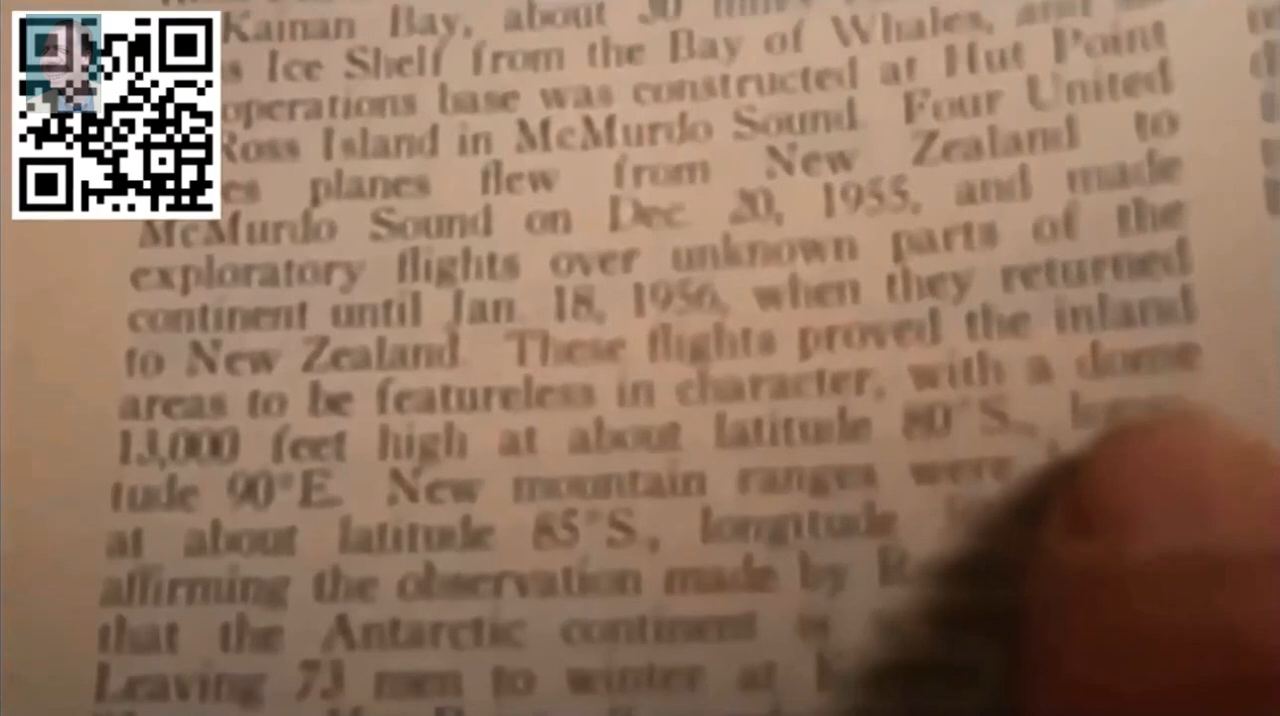 Kainan Bay, about 30
s Ice Shelf from the Bay of Whales, and
operations base was constructed at Hut Point
Ross Island in McMurdo Sound. Four United
es planes flew from New Zealand to
McMurdo Sound on Dec. 20, 1955, and made
exploratory flights over unknown parts of the
continent until Jan. 18, 1956, when they returned
to New Zealand. These flights proved the inland
areas to be featureless in character, with a dome
13,000 feet high at about latitude 80°S.,
tude 90°E. New mountain ranges were
at about latitude 85°S., longitude
affirming the observation made by
that the Antarctic continent
Leaving 73 men to winter at